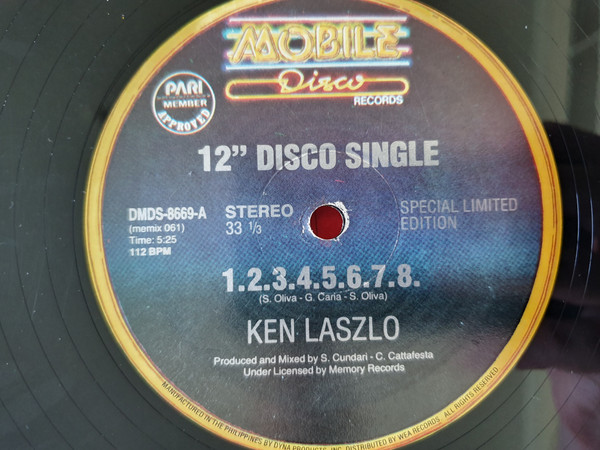 MOBILE
Disco
RECORDS
PARI
MEMBER
APPROVED
12" DISCO SINGLE
DMDS-8669-A
(memix 061)
Time: 5:25
112 BPM
STEREO
33 1/3
SPECIAL LIMITED
EDITION
1.2.3.4.5.6.7.8.
(S. Oliva - G. Caria - S. Oliva)
KEN LASZLO
Produced and Mixed by S. Cundari - C. Cattafesta
Under Licensed by Memory Records
MANUFACTURED IN THE PHILIPPINES BY DYNA PRODUCTS, INC. DISTRIBUTED BY WEA RECORDS. ALL RIGHTS RESERVED